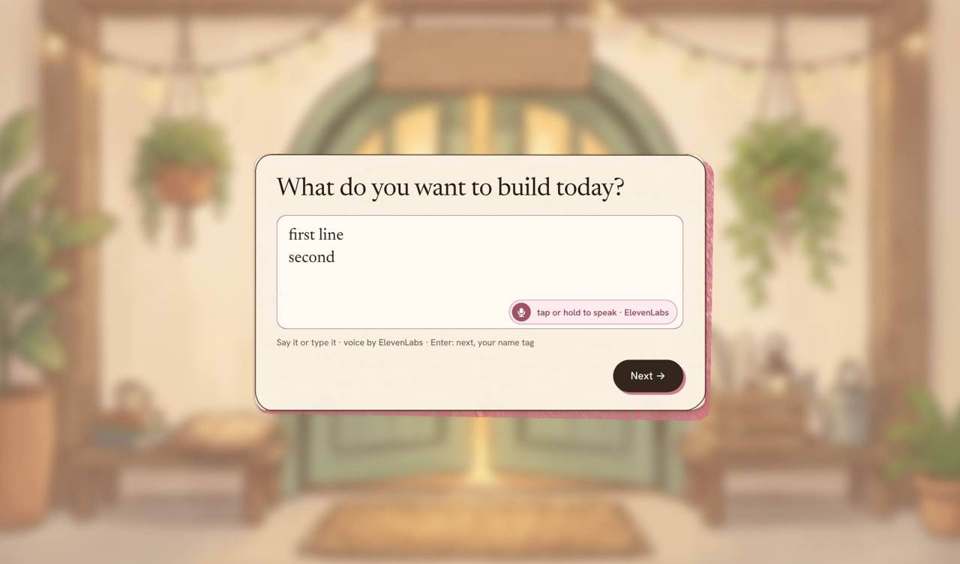 What do you want to build today?
first line
second
tap or hold to speak · ElevenLabs
Say it or type it · voice by ElevenLabs · Enter: next, your name tag
Next →